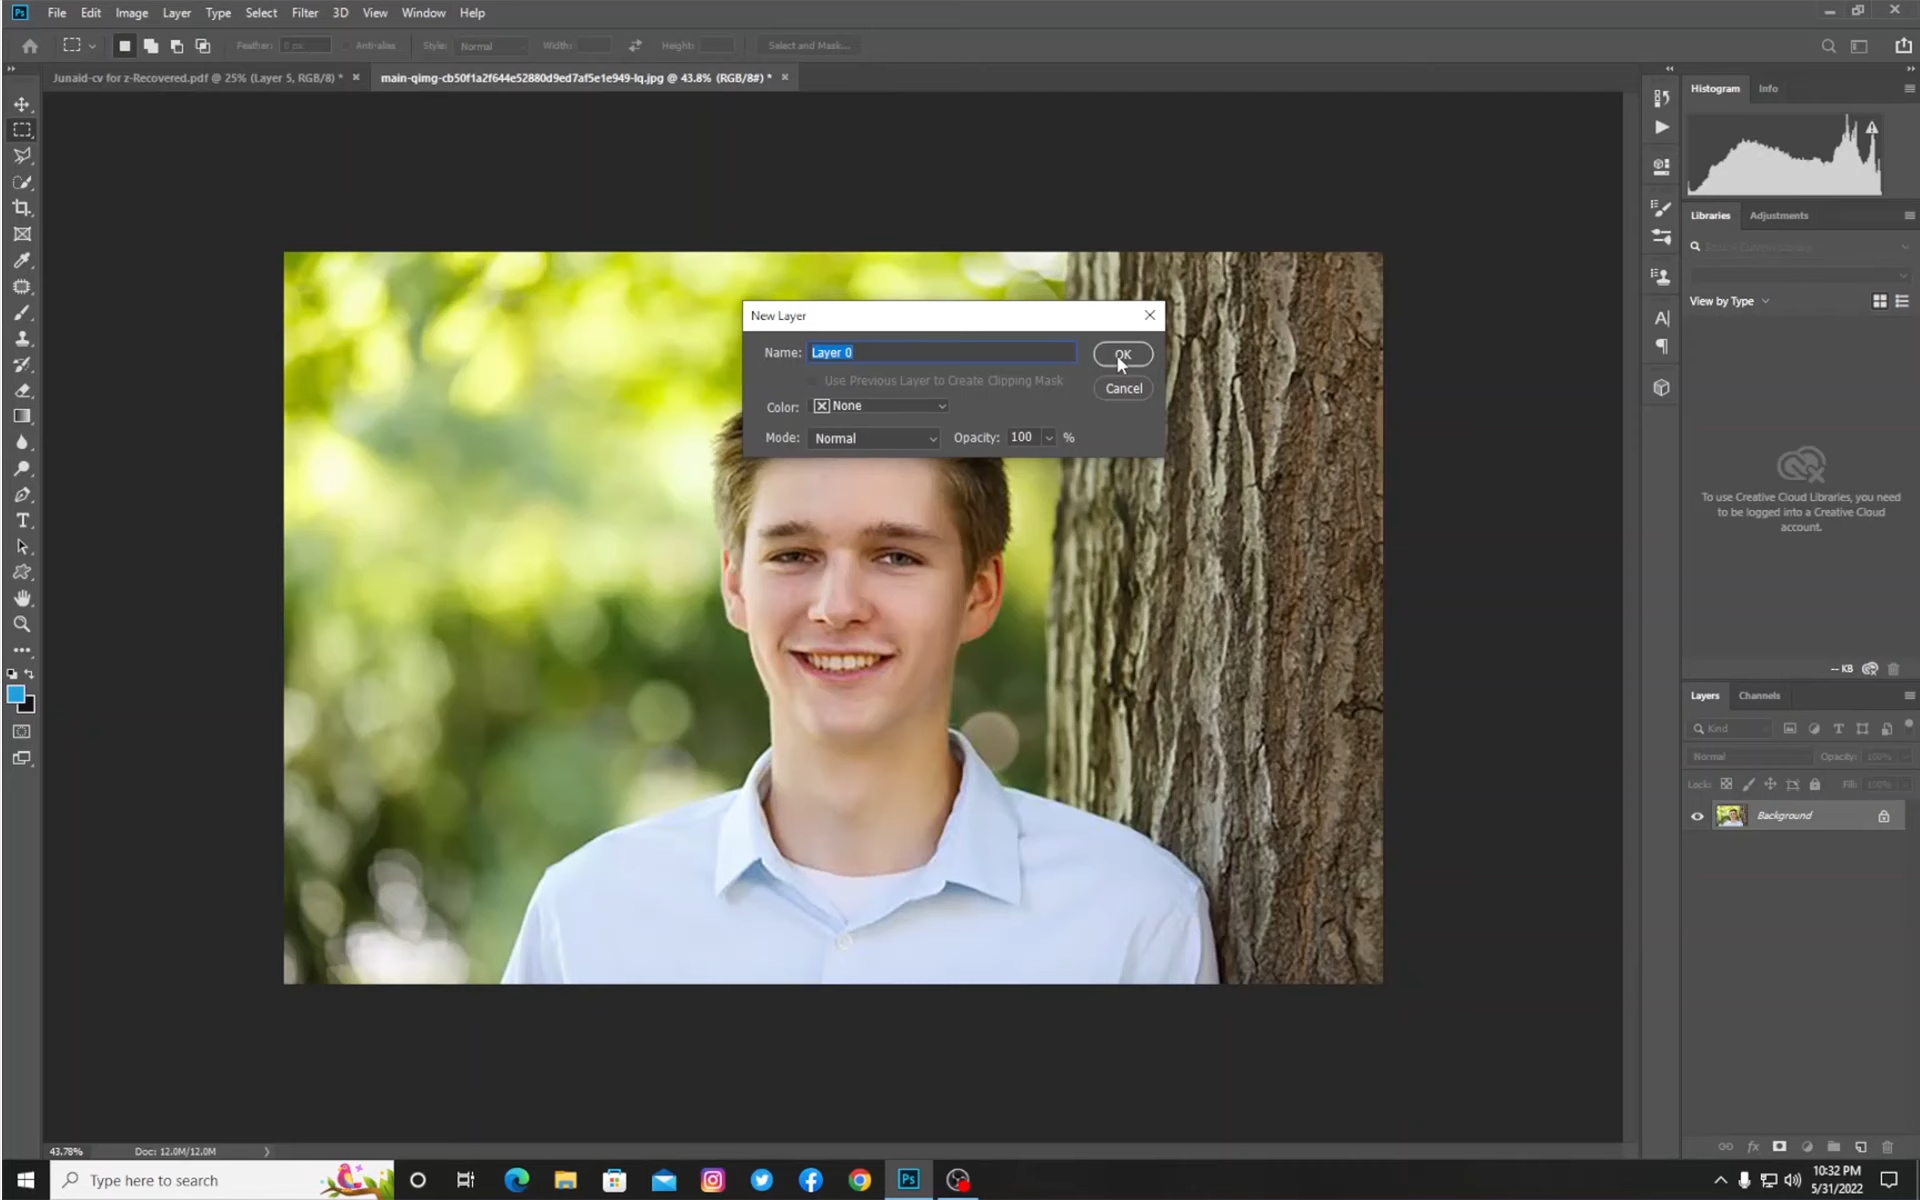 Ps File Edit Image Layer Type Select Filter 3D View Window Help
Feather: 0 px Anti-alias Style: Normal Width: Height: Select and Mask...
Junaid-cv for z-Recovered.pdf @ 25% (Layer 5, RGB/8) * × main-qimg-cb50f1a2f644e52880d9ed7af5e1e949-lq.jpg @ 43.8% (RGB/8#) * ×
Histogram Info
Libraries Adjustments
View by Type
To use Creative Cloud Libraries, you need
to be logged into a Creative Cloud
account.
-- KB
New Layer
Name: Layer 0 OK
Use Previous Layer to Create Clipping Mask
Cancel
Color: None
Mode: Normal Opacity: 100 %
Layers Channels
Kind
Normal Opacity: 100%
Lock: Fill: 100%
Background
43.78% Doc: 12.0M/12.0M
Type here to search
Ps
10:32 PM
5/31/2022